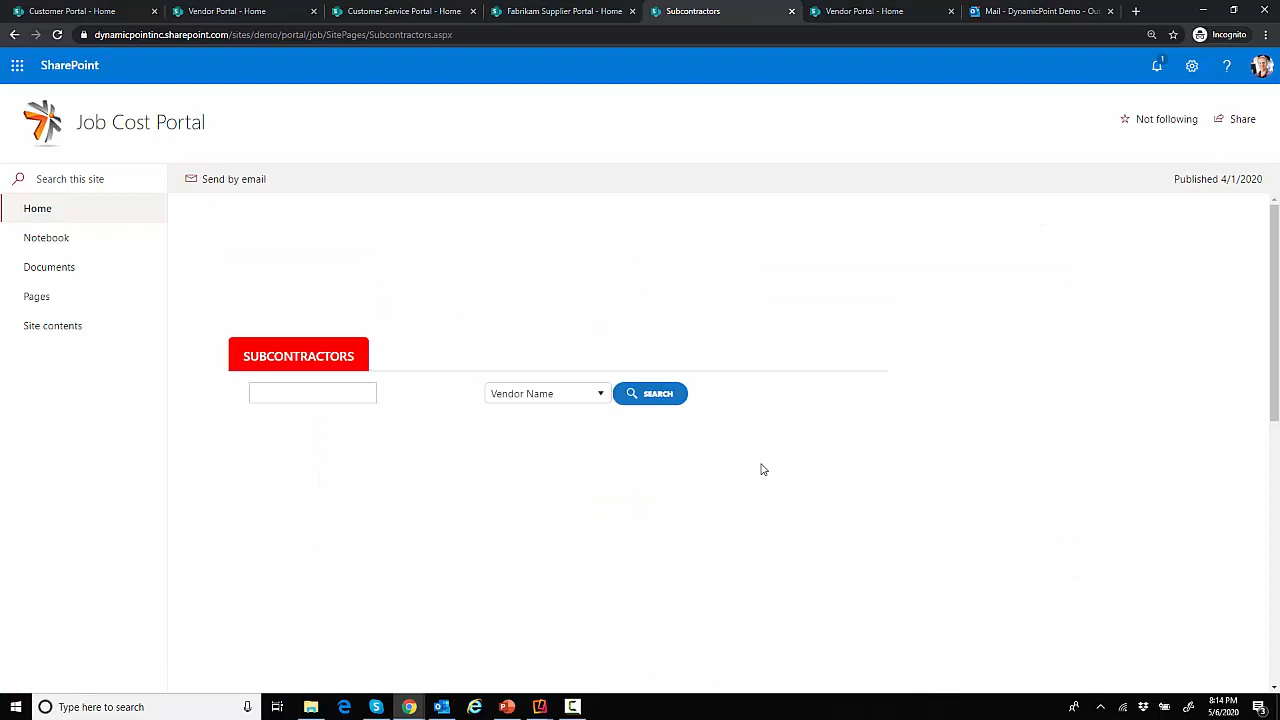 Customer Portal - Home
Vendor Portal - Home
Customer Service Portal - Home
Fabrikam Supplier Portal - Home
Subcontractors
Vendor Portal - Home
Mail - DynamicPoint Demo - Out
dynamicpointinc.sharepoint.com/sites/demo/portal/job/SitePages/Subcontractors.aspx
Incognito
SharePoint
1
Job Cost Portal
Not following
Share
Search this site
Send by email
Published 4/1/2020
Home
Notebook
Documents
Pages
Site contents
SUBCONTRACTORS
Vendor Name
SEARCH
Type here to search
8:14 PM
5/6/2020